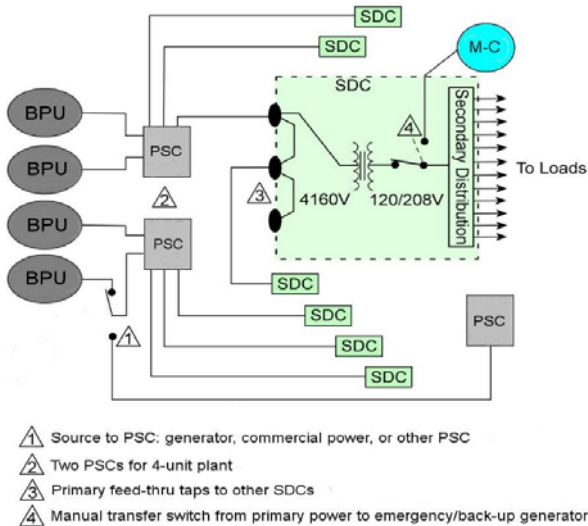 SDC
SDC
M-C
BPU
SDC
PSC
4
Secondary Distribution
BPU
To Loads
2
3
4160V
120/208V
BPU
PSC
BPU
SDC
SDC
PSC
1
SDC
SDC
1 Source to PSC: generator, commercial power, or other PSC
2 Two PSCs for 4-unit plant
3 Primary feed-thru taps to other SDCs
4 Manual transfer switch from primary power to emergency/back-up generator